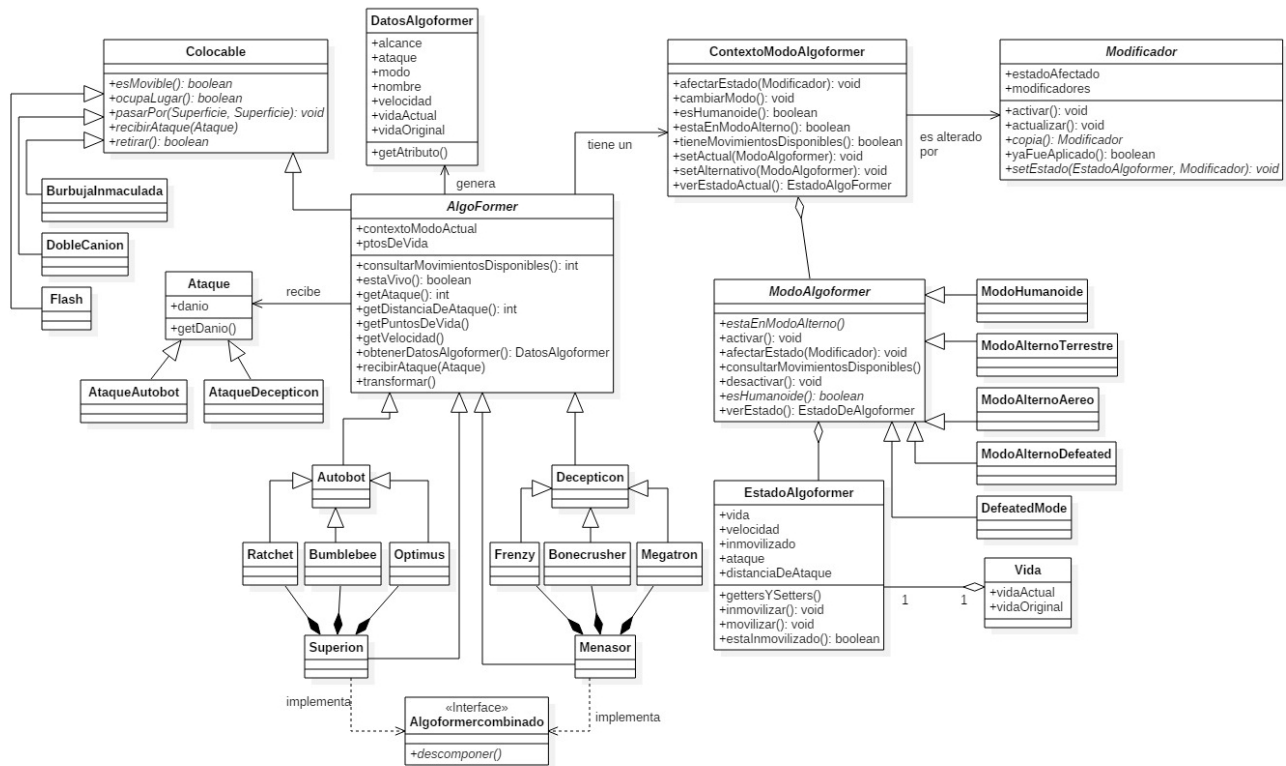 DatosAlgoformer
+alcance
+ataque
+modo
+nombre
+velocidad
+vidaActual
+vidaOriginal
+getAtributo()
Colocable
+esMovible(): boolean
+ocupaLugar(): boolean
+pasarPor(Superficie, Superficie): void
+recibirAtaque(Ataque)
+retirar(): boolean
ContextoModoAlgoformer
+afectarEstado(Modificador): void
+cambiarModo(): void
+esHumanoide(): boolean
+estaEnModoAlterno(): boolean
+tieneMovimientosDisponibles(): boolean
+setActual(ModoAlgoformer): void
+setAlternativo(ModoAlgoformer): void
+verEstadoActual(): EstadoAlgoFormer
Modificador
+estadoAfectado
+modificadores
+activar(): void
+actualizar(): void
+copia(): Modificador
+yaFueAplicado(): boolean
+setEstado(EstadoAlgoformer, Modificador): void
tiene un
es alterado
por
genera
BurbujaInmaculada
DobleCanion
Flash
AlgoFormer
+contextoModoActual
+ptosDeVida
+consultarMovimientosDisponibles(): int
+estaVivo(): boolean
+getAtaque(): int
+getDistanciaDeAtaque(): int
+getPuntosDeVida()
+getVelocidad()
+obtenerDatosAlgoformer(): DatosAlgoformer
+recibirAtaque(Ataque)
+transformar()
Ataque
+danio
+getDanio()
recibe
AtaqueAutobot
AtaqueDecepticon
ModoAlgoformer
+estaEnModoAlterno()
+activar(): void
+afectarEstado(Modificador): void
+consultarMovimientosDisponibles()
+desactivar(): void
+esHumanoide(): boolean
+verEstado(): EstadoDeAlgoformer
ModoHumanoide
ModoAlternoTerrestre
ModoAlternoAereo
ModoAlternoDefeated
DefeatedMode
Autobot
Decepticon
Ratchet
Bumblebee
Optimus
Frenzy
Bonecrusher
Megatron
EstadoAlgoformer
+vida
+velocidad
+inmovilizado
+ataque
+distanciaDeAtaque
+gettersYSetters()
+inmovilizar(): void
+movilizar(): void
+estaInmovilizado(): boolean
1
1
Vida
+vidaActual
+vidaOriginal
Superion
Menasor
implementa
implementa
«Interface»
Algoformercombinado
+descomponer()